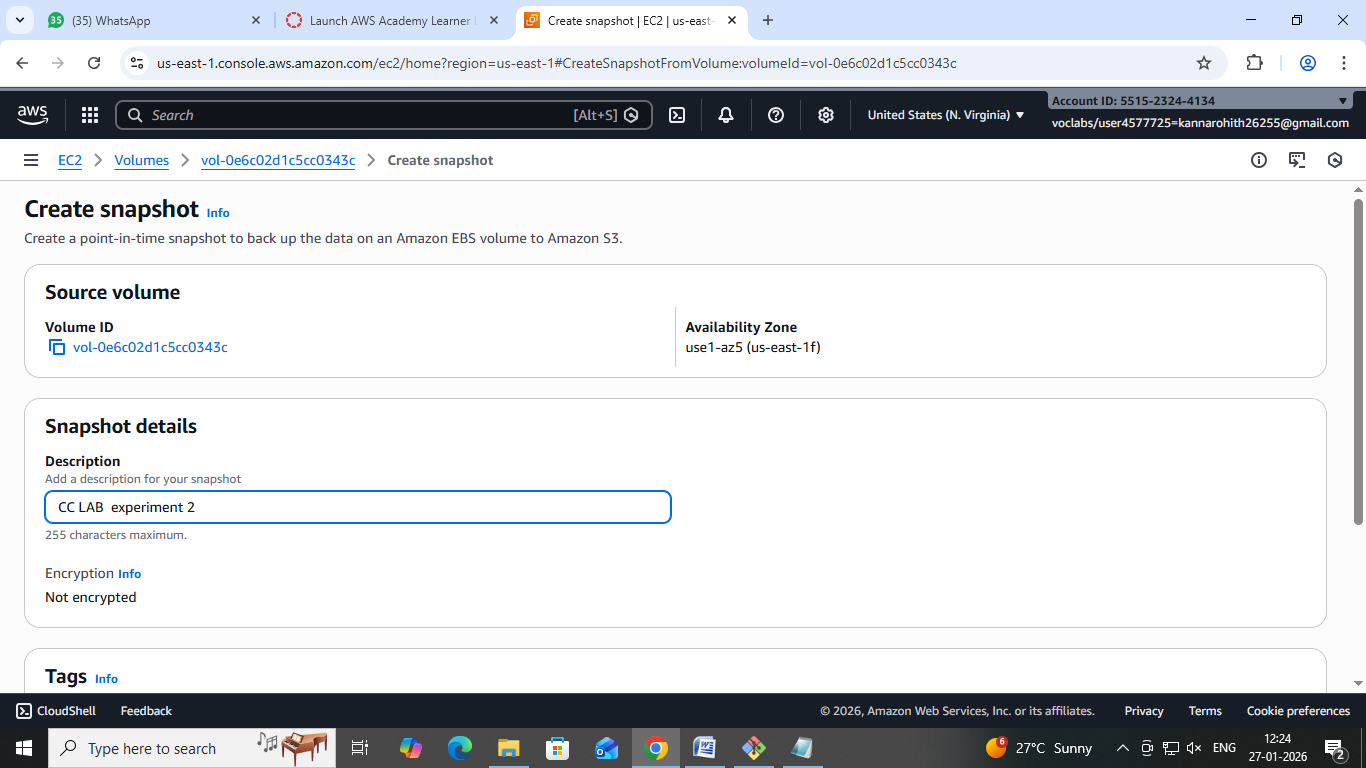 (35) WhatsApp
Launch AWS Academy Learner
Create snapshot | EC2 | us-east-
us-east-1.console.aws.amazon.com/ec2/home?region=us-east-1#CreateSnapshotFromVolume:volumeId=vol-0e6c02d1c5cc0343c
aws
Search
[Alt+S]
United States (N. Virginia)
Account ID: 5515-2324-4134
voclabs/user4577725=kannarohith26255@gmail.com
EC2
Volumes
vol-0e6c02d1c5cc0343c
Create snapshot
Create snapshot Info
Create a point-in-time snapshot to back up the data on an Amazon EBS volume to Amazon S3.
Source volume
Volume ID
vol-0e6c02d1c5cc0343c
Availability Zone
use1-az5 (us-east-1f)
Snapshot details
Description
Add a description for your snapshot
CC LAB  experiment 2
255 characters maximum.
Encryption Info
Not encrypted
Tags Info
CloudShell
Feedback
© 2026, Amazon Web Services, Inc. or its affiliates.
Privacy
Terms
Cookie preferences
Type here to search
27°C Sunny
ENG
12:24
27-01-2026
2